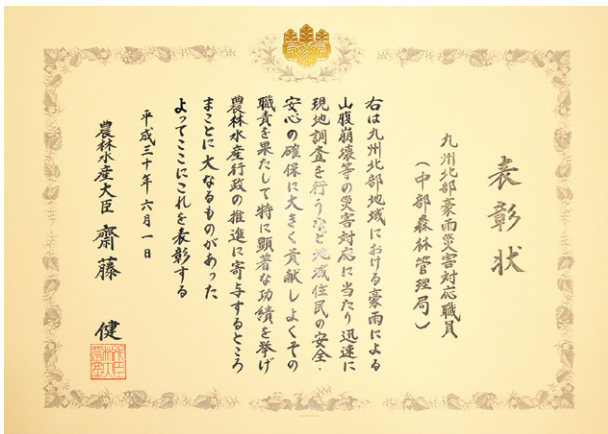 表彰状
九州北部豪雨災害対応職員
（中部森林管理局）
右は九州北部地域における豪雨による
山腹崩壊等の災害対応に当たり迅速に
現地調査を行うなど地域住民の安全・
安心の確保に大きく貢献しよくその
職責を果たして特に顕著な功績を挙げ
農林水産行政の推進に寄与するところ
まことに大なるものがあった
よってここにこれを表彰する
平成三十年六月一日
農林水産大臣 齋藤 健